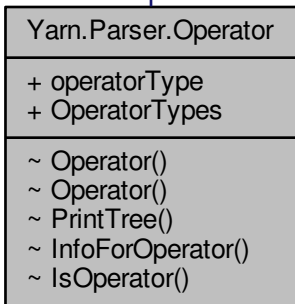 Yarn.Parser.Operator
+ operatorType
+ OperatorTypes
~ Operator()
~ Operator()
~ PrintTree()
~ InfoForOperator()
~ IsOperator()